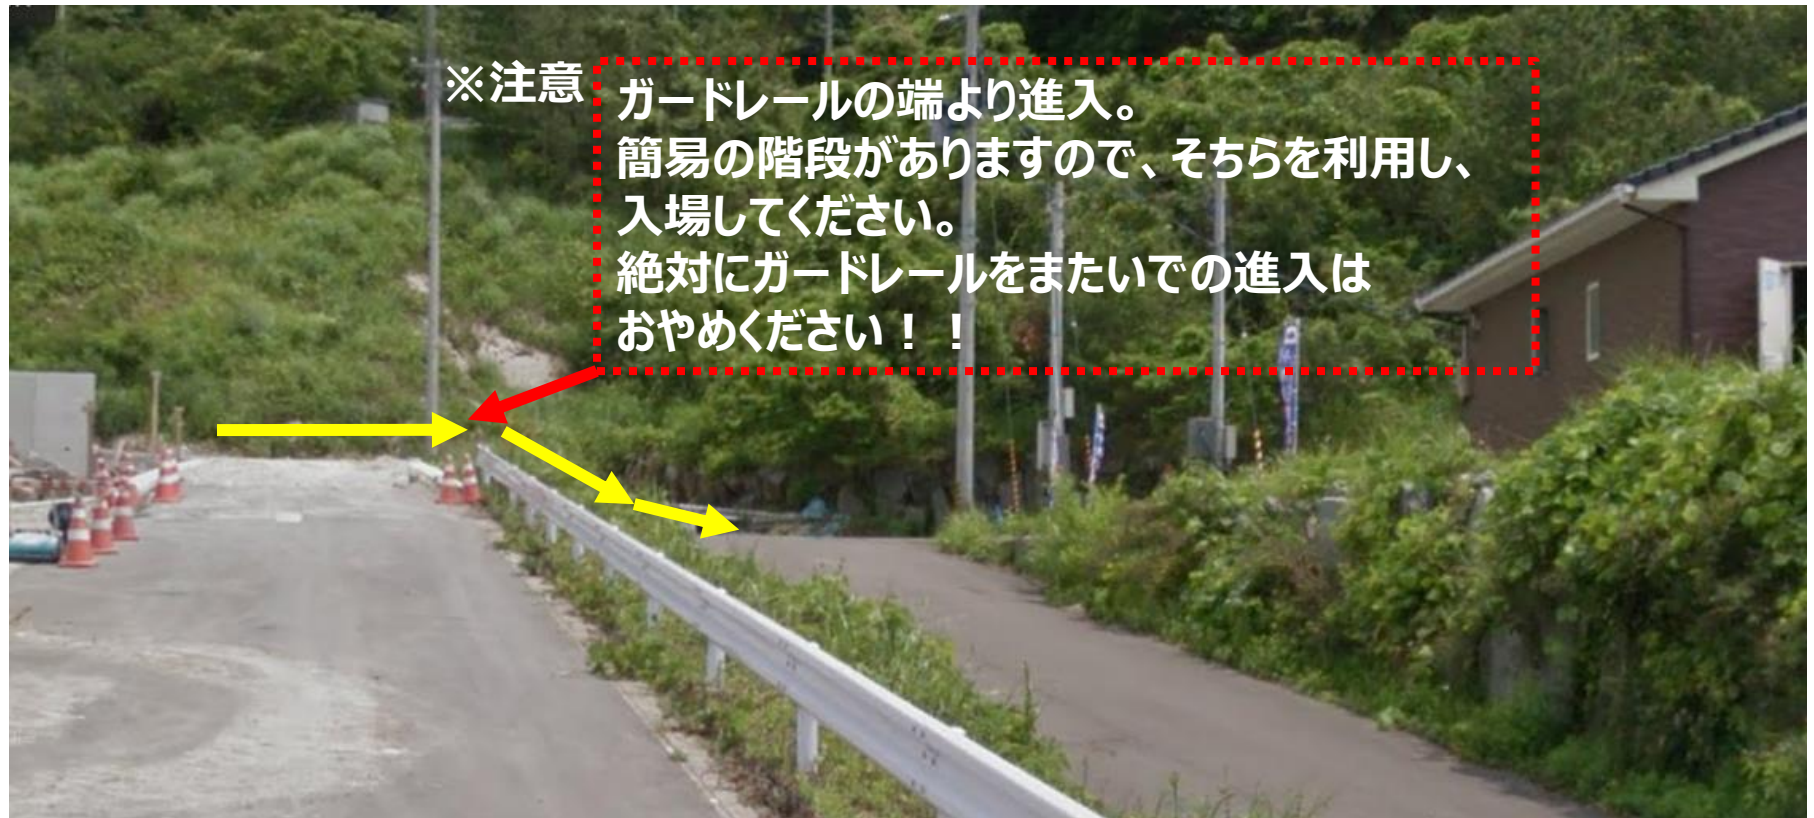 ※注意
ガードレールの端より進入。
簡易の階段がありますので、そちらを利用し、
入場してください。
絶対にガードレールをまたいでの進入は
おやめください！！